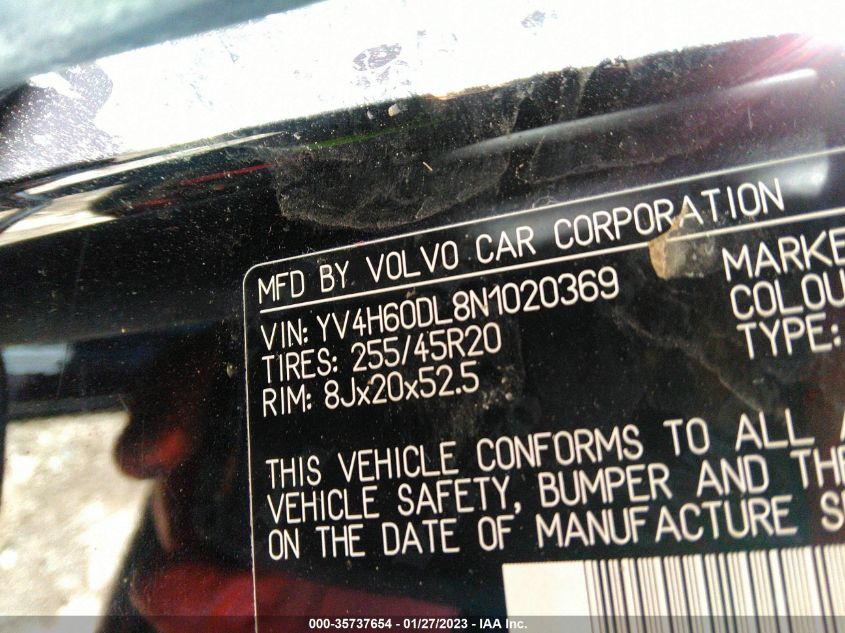 MFD BY VOLVO CAR CORPORATION
VIN: YV4H60DL8N1020369
TIRES: 255/45R20
RIM: 8Jx20x52.5
MARKE
COLOU
TYPE:
THIS VEHICLE CONFORMS TO ALL A
VEHICLE SAFETY, BUMPER AND THE
ON THE DATE OF MANUFACTURE S
000-35737654 - 01/27/2023 - IAA Inc.